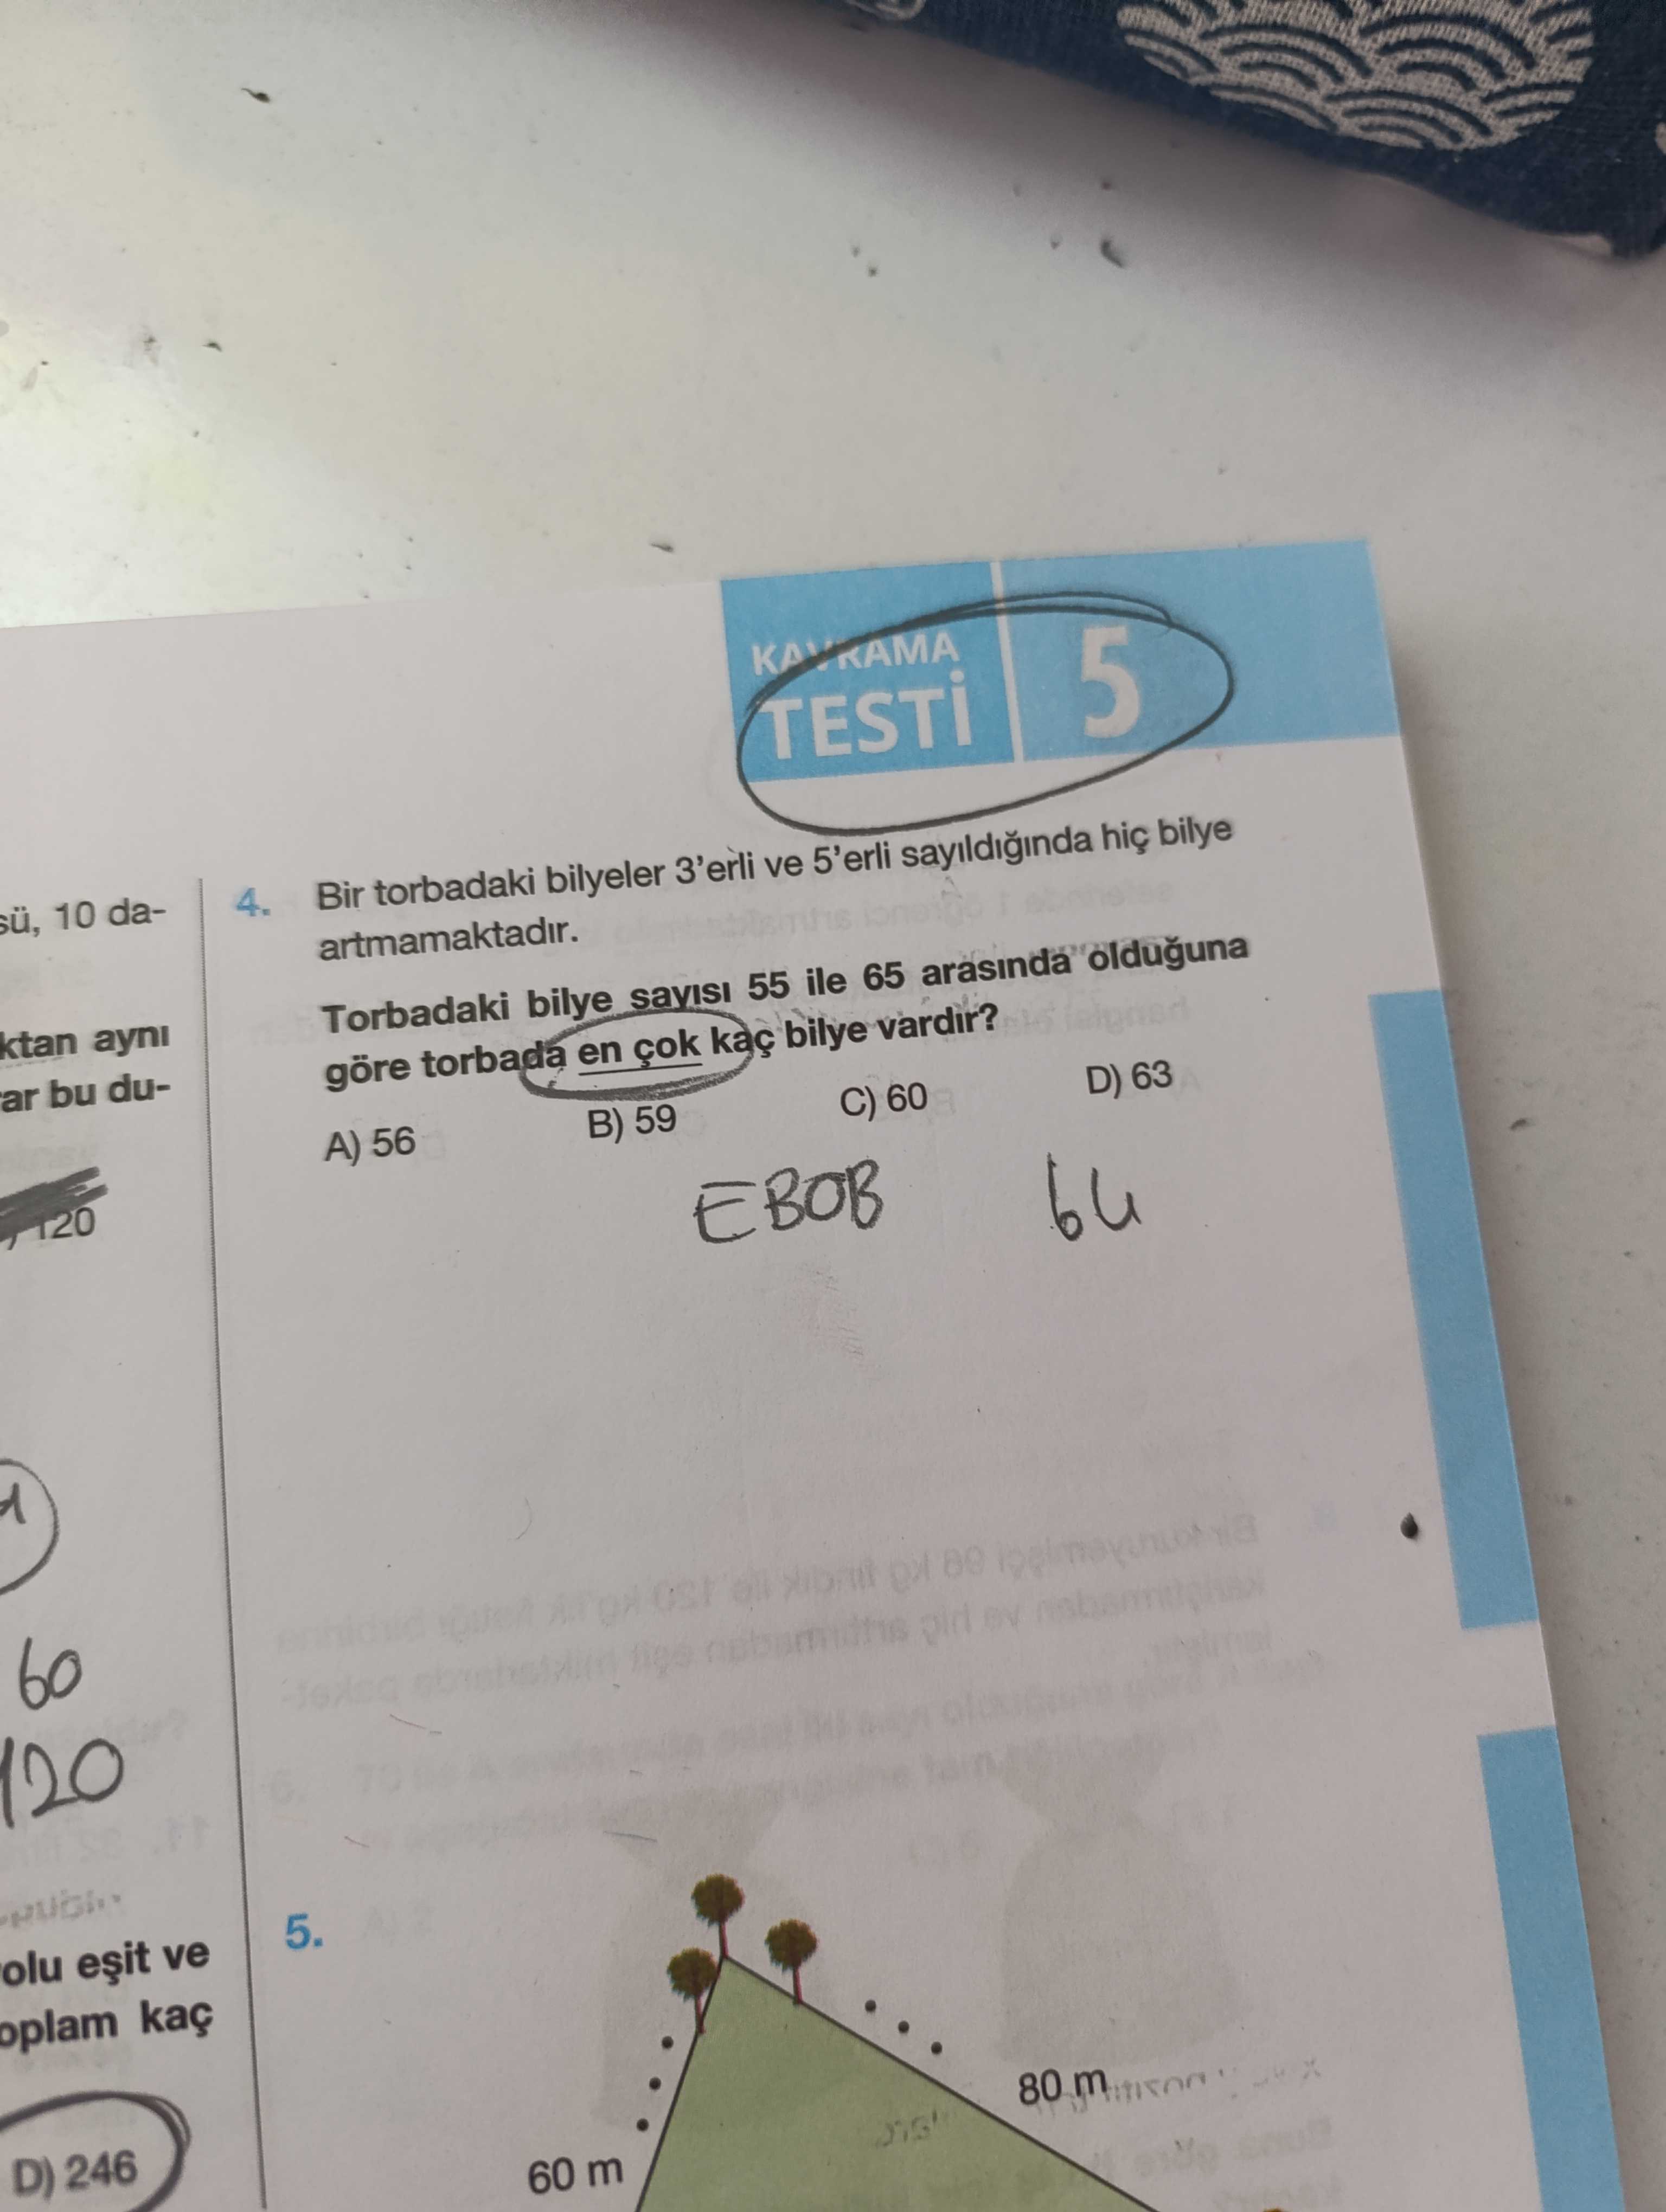 KAVRAMA
TESTİ 5
sü, 10 da-
ktan aynı
ar bu du-
120
60
120
olu eşit ve
oplam kaç
D) 246
4. Bir torbadaki bilyeler 3'erli ve 5'erli sayıldığında hiç bilye
artmamaktadır.
Torbadaki bilye sayısı 55 ile 65 arasında olduğuna
göre torbada en çok kaç bilye vardır?
A) 56 B) 59 C) 60 D) 63
EBOB 64
5.
80 m
60 m